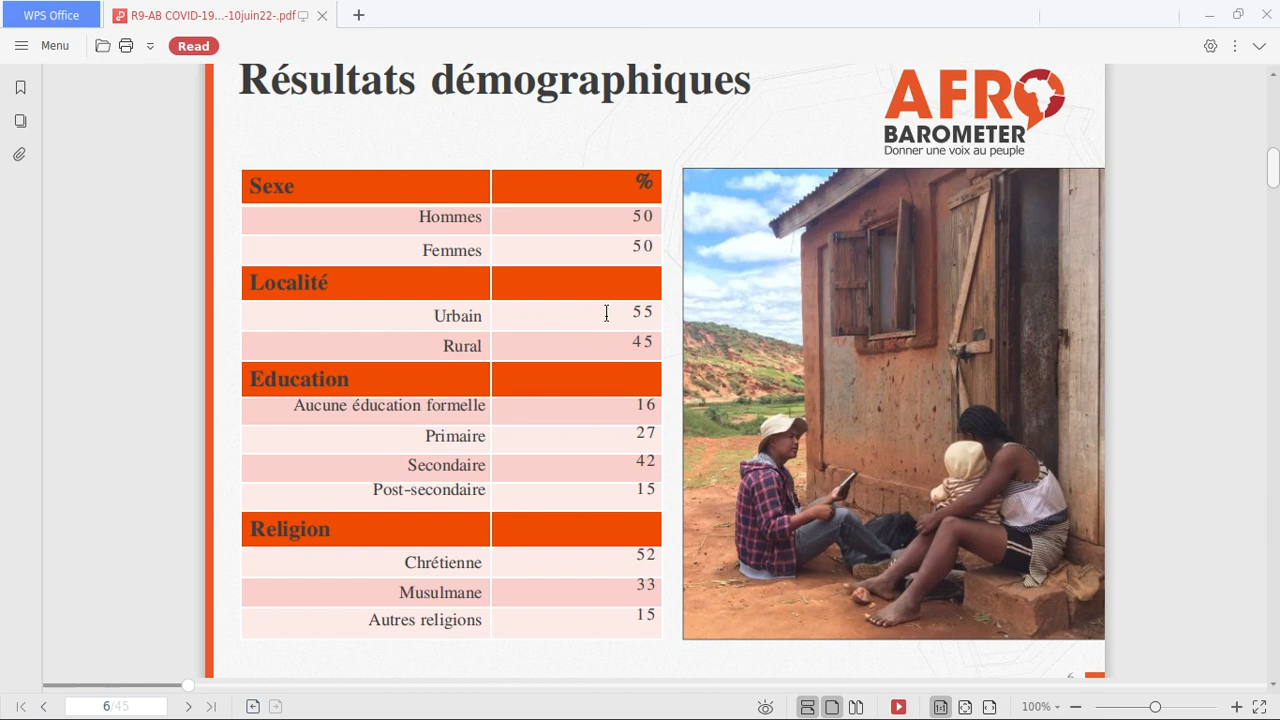 WPS Office
R9-AB COVID-19...-10juin22-.pdf
Menu
Read
Résultats démographiques
AFRO
BAROMETER
Donner une voix au peuple
Sexe %
Hommes 50
Femmes 50
Localité
Urbain 55
Rural 45
Education
Aucune éducation formelle 16
Primaire 27
Secondaire 42
Post-secondaire 15
Religion
Chrétienne 52
Musulmane 33
Autres religions 15
6/45
100%